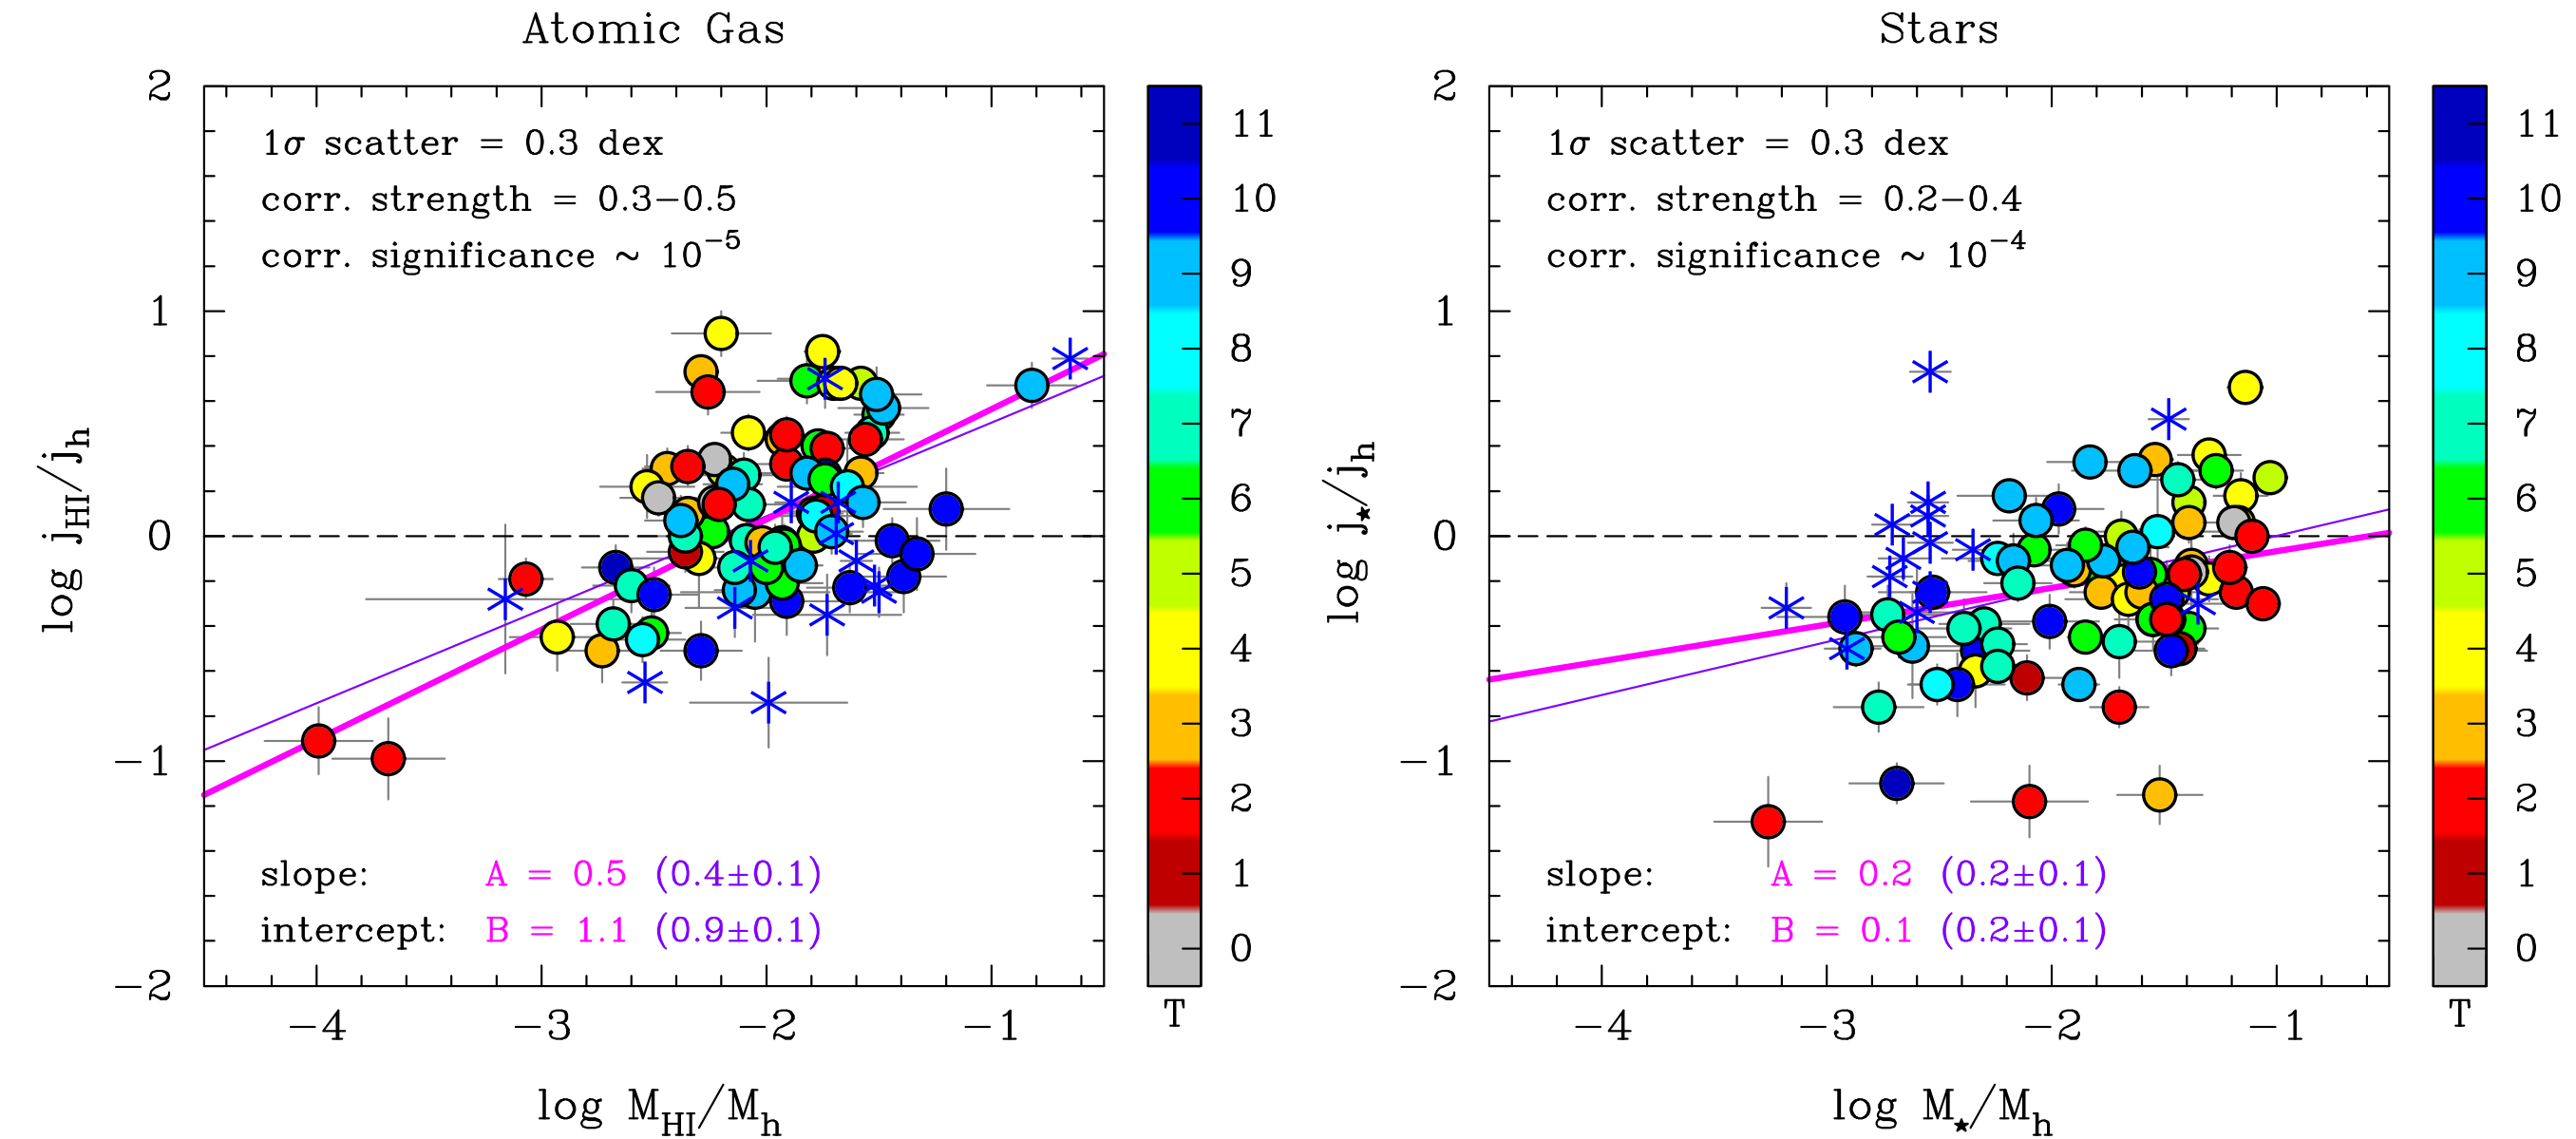 Atomic Gas
2
1
0
−1
−2
log j_HI/j_h
1σ scatter = 0.3 dex
corr. strength = 0.3−0.5
corr. significance ~ 10^−5
slope: A = 0.5 (0.4±0.1)
intercept: B = 1.1 (0.9±0.1)
−4 −3 −2 −1
log M_HI/M_h
11
10
9
8
7
6
5
4
3
2
1
0
T
Stars
2
1
0
−1
−2
log j_★/j_h
1σ scatter = 0.3 dex
corr. strength = 0.2−0.4
corr. significance ~ 10^−4
slope: A = 0.2 (0.2±0.1)
intercept: B = 0.1 (0.2±0.1)
−4 −3 −2 −1
log M_★/M_h
11
10
9
8
7
6
5
4
3
2
1
0
T